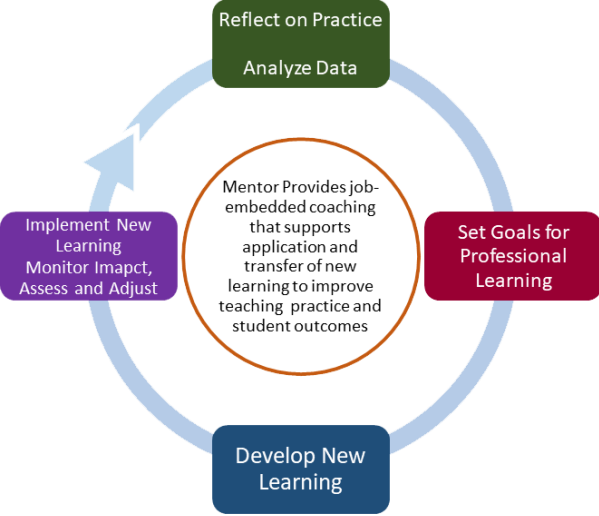 Reflect on Practice
Analyze Data
Mentor Provides job-
embedded coaching
that supports
application and
transfer of new
learning to improve
teaching practice and
student outcomes
Set Goals for
Professional
Learning
Develop New
Learning
Implement New
Learning
Monitor Imapct,
Assess and Adjust